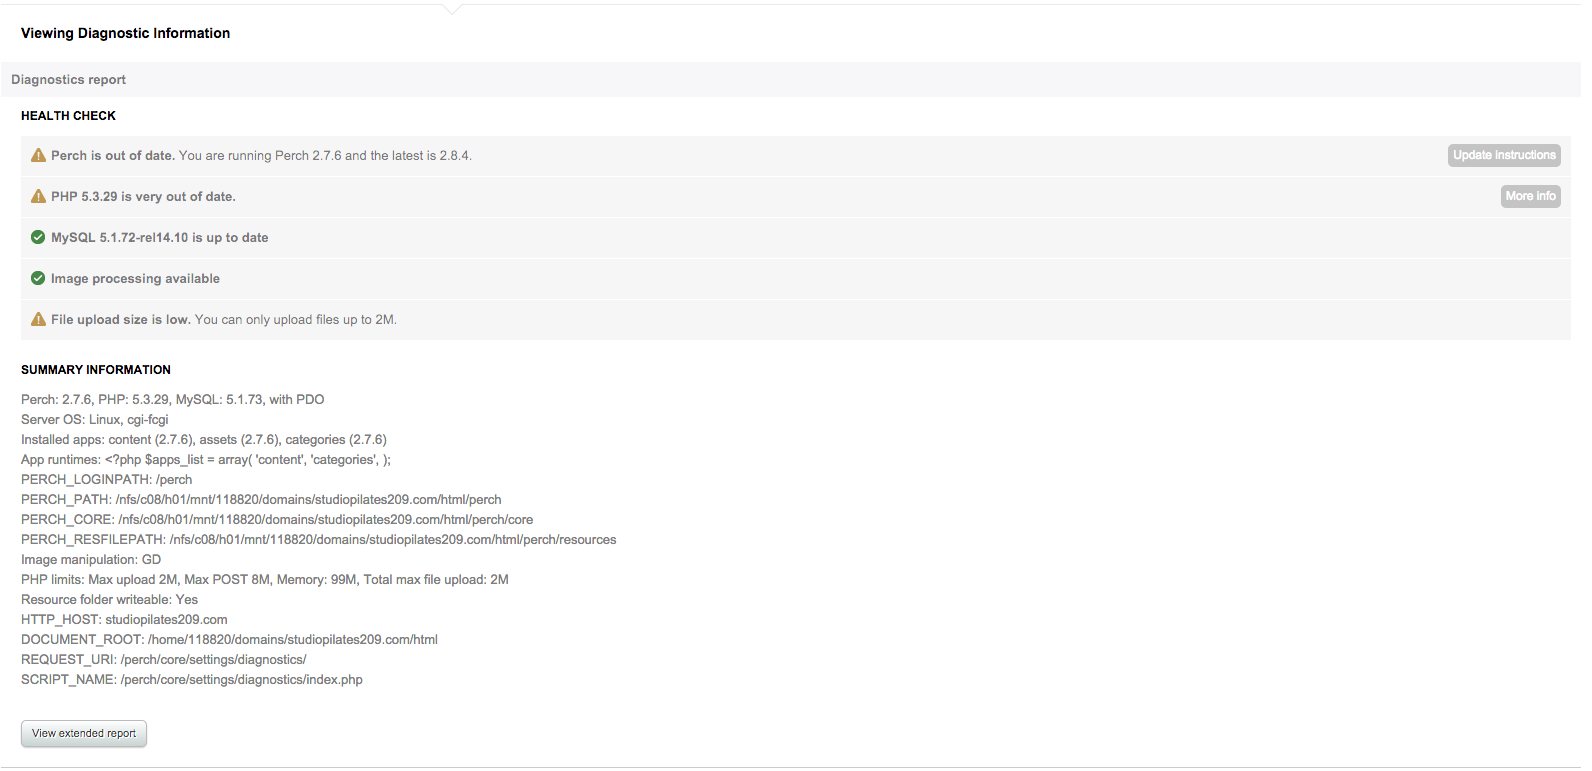 Viewing Diagnostic Information
Diagnostics report
HEALTH CHECK
Perch is out of date. You are running Perch 2.7.6 and the latest is 2.8.4.
Update instructions
PHP 5.3.29 is very out of date.
More info
MySQL 5.1.72-rel14.10 is up to date
Image processing available
File upload size is low. You can only upload files up to 2M.
SUMMARY INFORMATION
Perch: 2.7.6, PHP: 5.3.29, MySQL: 5.1.73, with PDO
Server OS: Linux, cgi-fcgi
Installed apps: content (2.7.6), assets (2.7.6), categories (2.7.6)
App runtimes: <?php $apps_list = array( 'content', 'categories', );
PERCH_LOGINPATH: /perch
PERCH_PATH: /nfs/c08/h01/mnt/118820/domains/studiopilates209.com/html/perch
PERCH_CORE: /nfs/c08/h01/mnt/118820/domains/studiopilates209.com/html/perch/core
PERCH_RESFILEPATH: /nfs/c08/h01/mnt/118820/domains/studiopilates209.com/html/perch/resources
Image manipulation: GD
PHP limits: Max upload 2M, Max POST 8M, Memory: 99M, Total max file upload: 2M
Resource folder writeable: Yes
HTTP_HOST: studiopilates209.com
DOCUMENT_ROOT: /home/118820/domains/studiopilates209.com/html
REQUEST_URI: /perch/core/settings/diagnostics/
SCRIPT_NAME: /perch/core/settings/diagnostics/index.php
View extended report